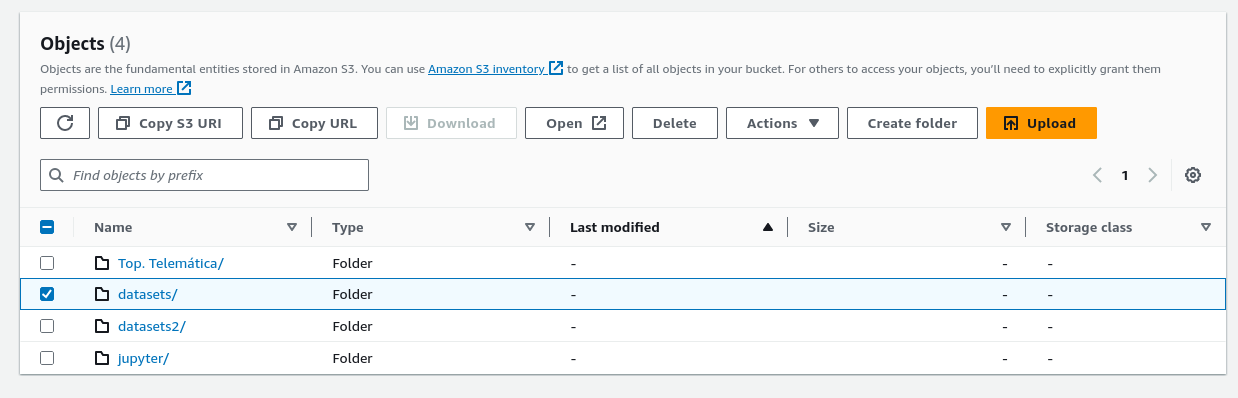 Objects (4)
Objects are the fundamental entities stored in Amazon S3. You can use Amazon S3 inventory to get a list of all objects in your bucket. For others to access your objects, you’ll need to explicitly grant them
permissions. Learn more
Copy S3 URI Copy URL Download Open Delete Actions Create folder Upload
Find objects by prefix 1
Name Type Last modified Size Storage class
Top. Telemática/ Folder - - -
datasets/ Folder - - -
datasets2/ Folder - - -
jupyter/ Folder - - -